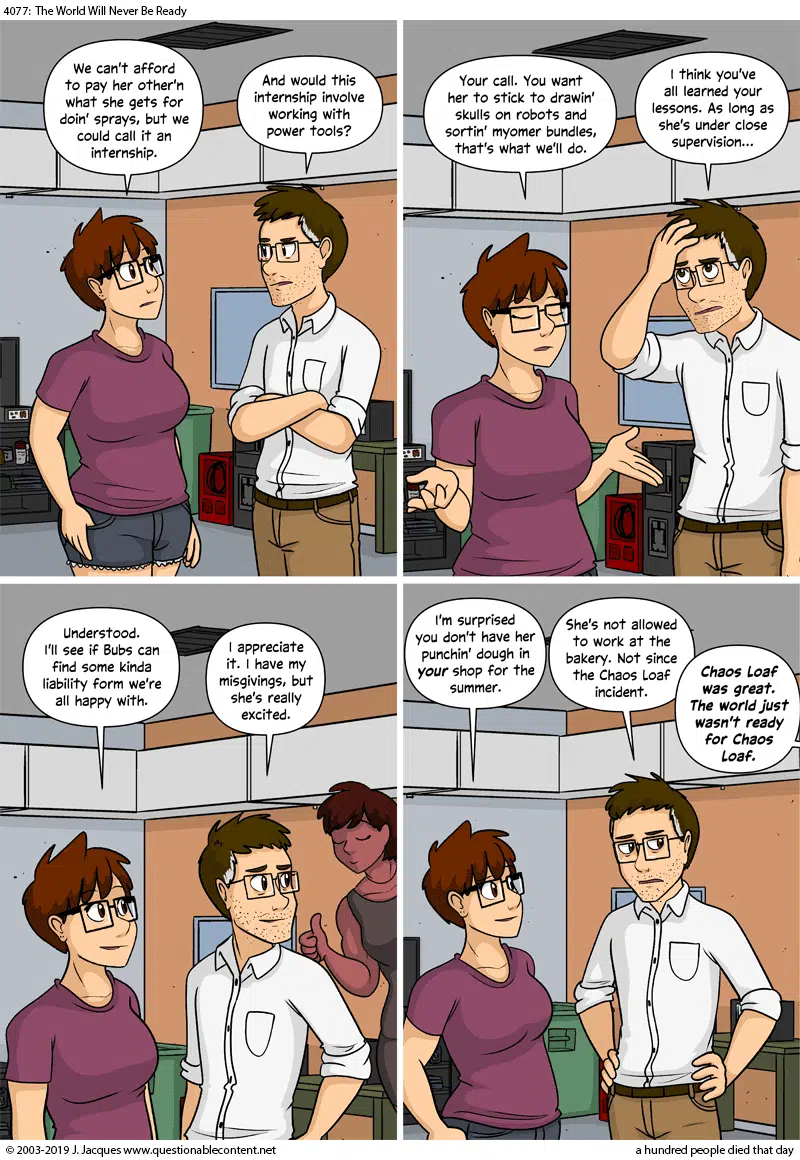 4077: The World Will Never Be Ready
We can't afford
to pay her other'n
what she gets for
doin' sprays, but we
could call it an
internship.
And would this
internship involve
working with
power tools?
Your call. You want
her to stick to drawin'
skulls on robots and
sortin' myomer bundles,
that's what we'll do.
I think you've
all learned your
lessons. As long as
she's under close
supervision...
Understood.
I'll see if Bubs can
find some kinda
liability form we're
all happy with.
I appreciate
it. I have my
misgivings, but
she's really
excited.
I'm surprised
you don't have her
punchin' dough in
your shop for the
summer.
She's not allowed
to work at the
bakery. Not since
the Chaos Loaf
incident.
Chaos Loaf
was great.
The world just
wasn't ready
for Chaos
Loaf.
© 2003-2019 J. Jacques www.questionablecontent.net
a hundred people died that day